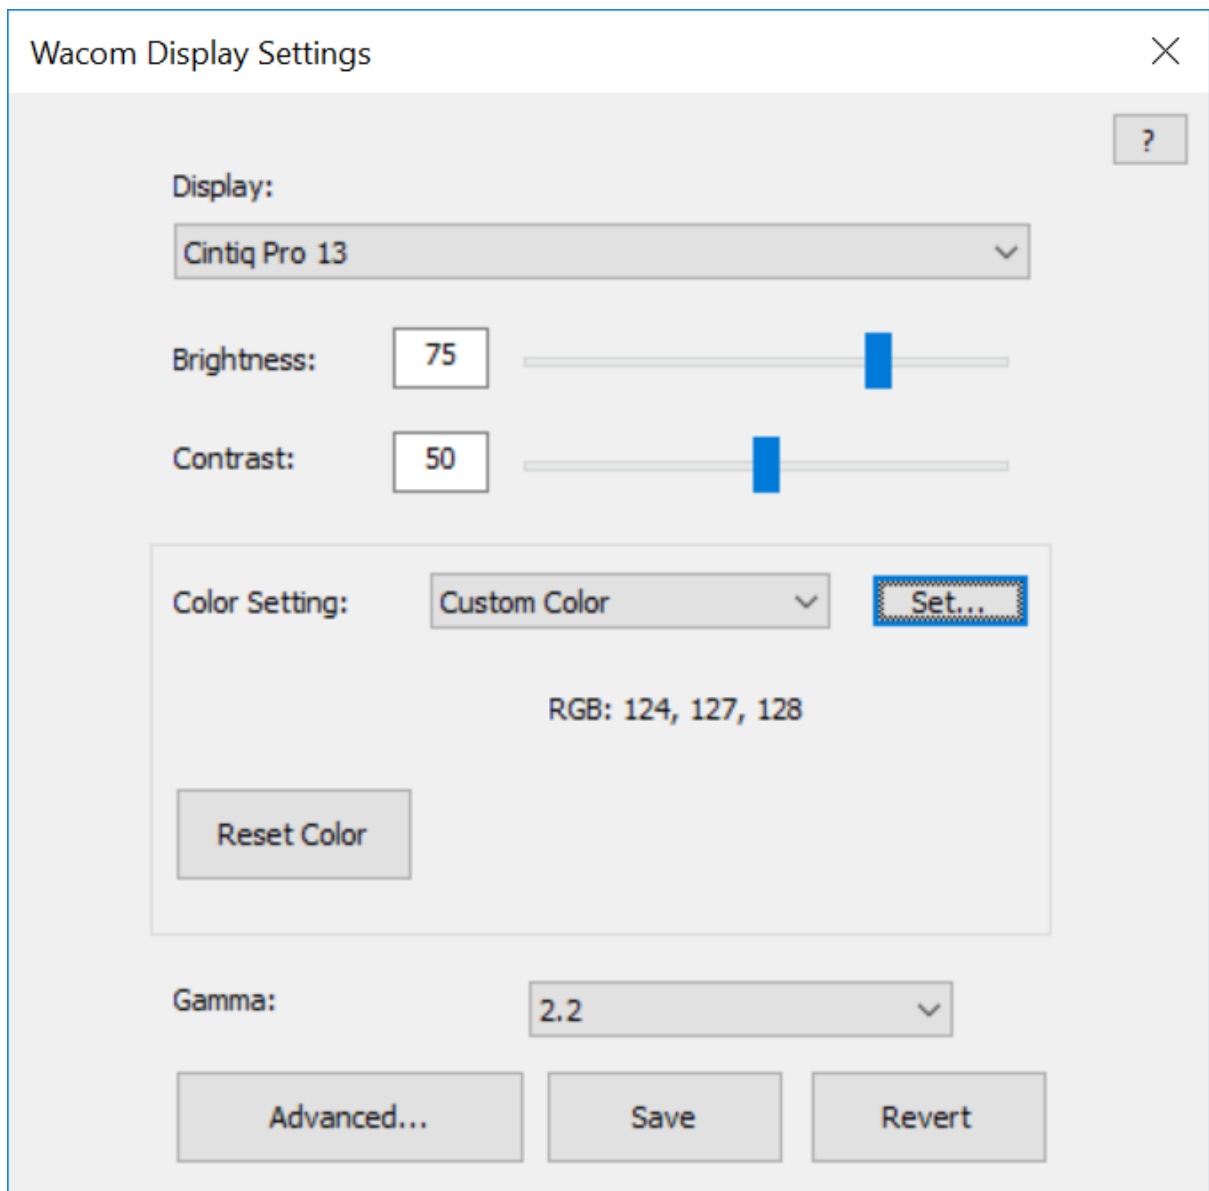 Wacom Display Settings
?
Display:
Cintiq Pro 13
Brightness: 75
Contrast: 50
Color Setting: Custom Color Set...
RGB: 124, 127, 128
Reset Color
Gamma: 2.2
Advanced... Save Revert